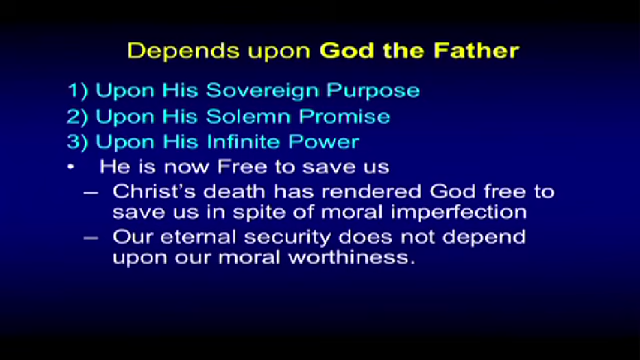 Depends upon God the Father
1) Upon His Sovereign Purpose
2) Upon His Solemn Promise
3) Upon His Infinite Power
• He is now Free to save us
– Christ's death has rendered God free to
save us in spite of moral imperfection
– Our eternal security does not depend
upon our moral worthiness.